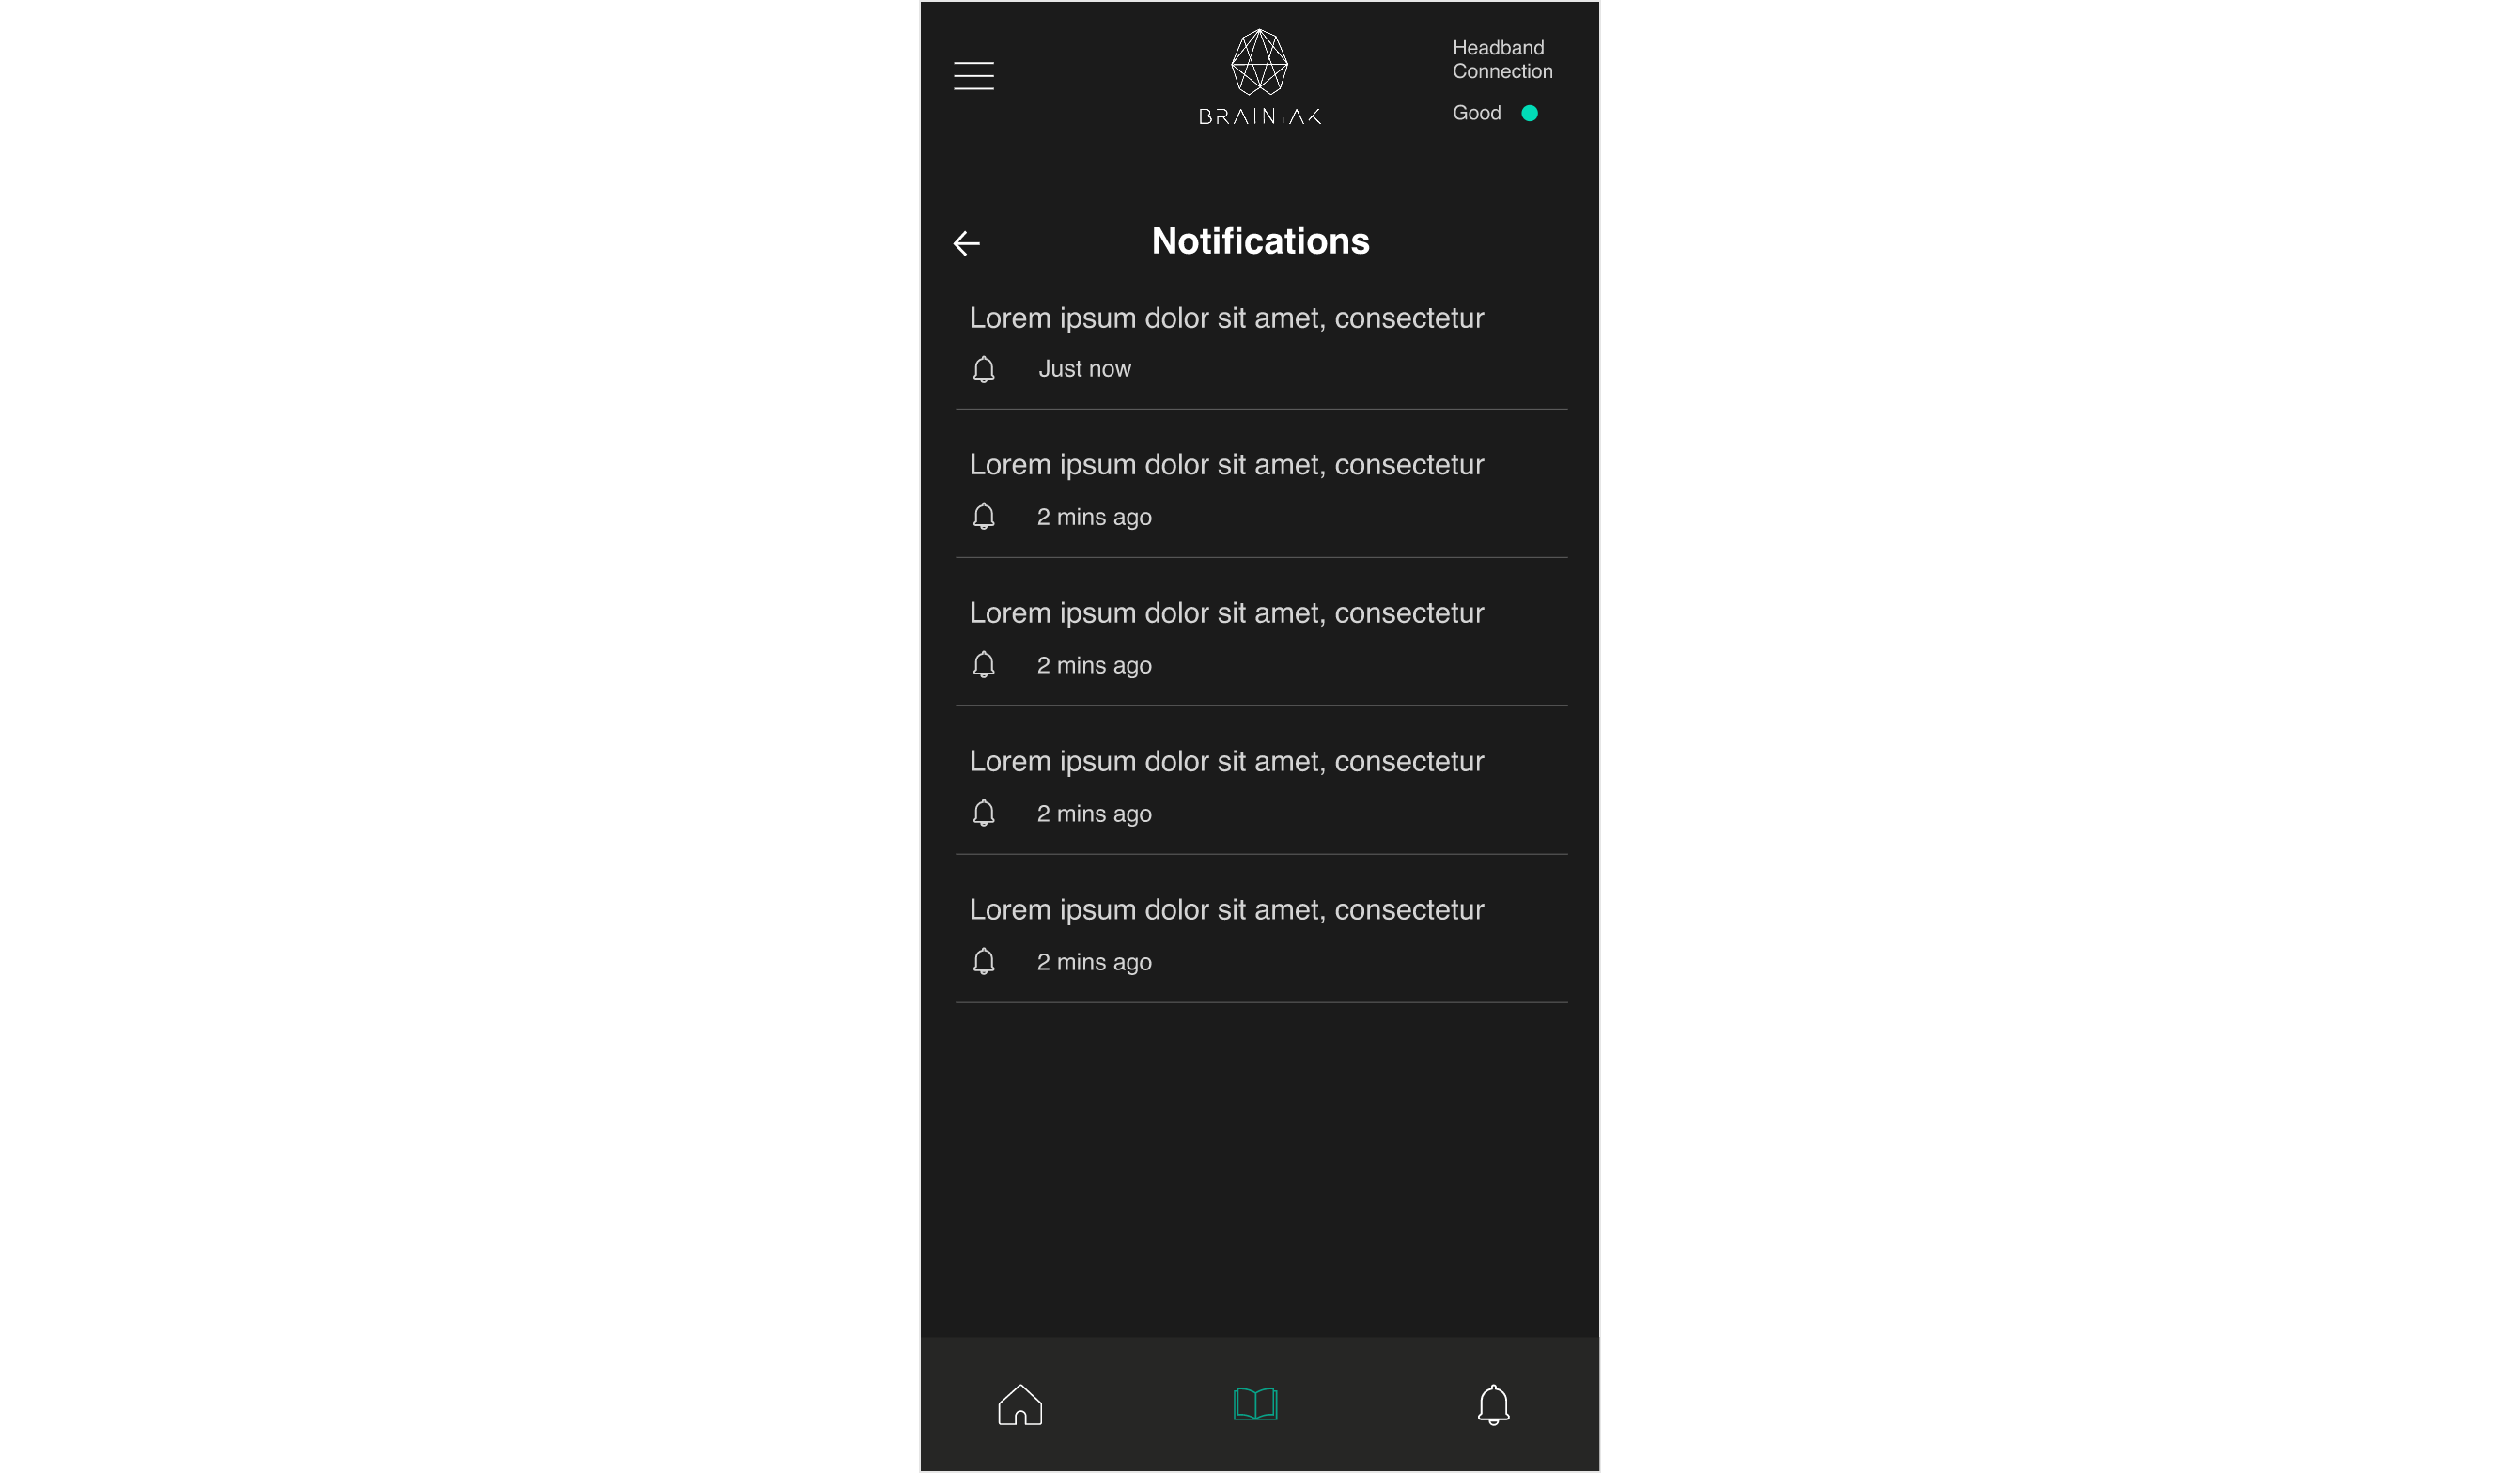 BRAINIAK
Headband
Connection
Good
Notifications
Lorem ipsum dolor sit amet, consectetur
Just now
Lorem ipsum dolor sit amet, consectetur
2 mins ago
Lorem ipsum dolor sit amet, consectetur
2 mins ago
Lorem ipsum dolor sit amet, consectetur
2 mins ago
Lorem ipsum dolor sit amet, consectetur
2 mins ago